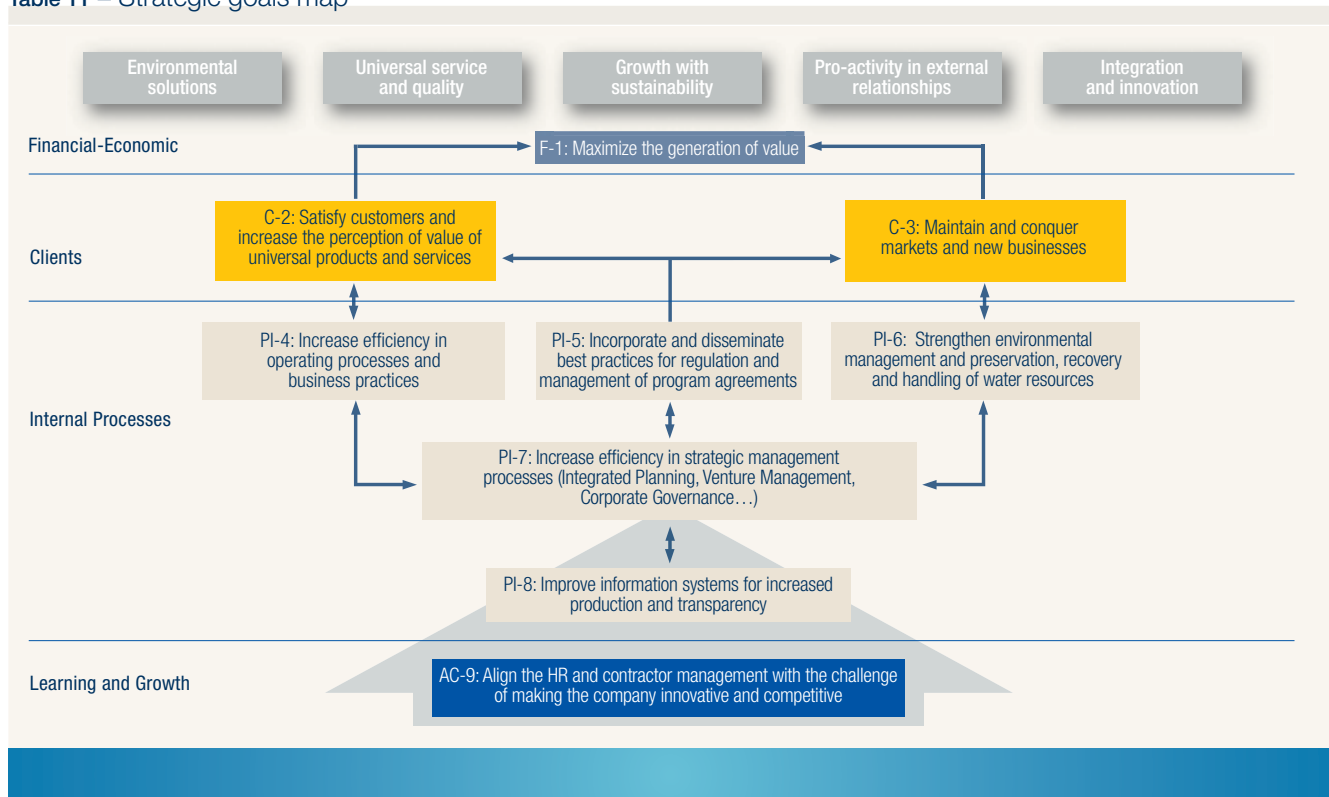 Table 11 – Strategic goals map
Environmental
solutions
Universal service
and quality
Growth with
sustainability
Pro-activity in external
relationships
Integration
and innovation
Financial-Economic
F-1: Maximize the generation of value
Clients
C-2: Satisfy customers and
increase the perception of value of
universal products and services
C-3: Maintain and conquer
markets and new businesses
Internal Processes
PI-4: Increase efficiency in
operating processes and
business practices
PI-5: Incorporate and disseminate
best practices for regulation and
management of program agreements
PI-6: Strengthen environmental
management and preservation, recovery
and handling of water resources
PI-7: Increase efficiency in strategic management
processes (Integrated Planning, Venture Management,
Corporate Governance…)
PI-8: Improve information systems for increased
production and transparency
Learning and Growth
AC-9: Align the HR and contractor management with the challenge
of making the company innovative and competitive